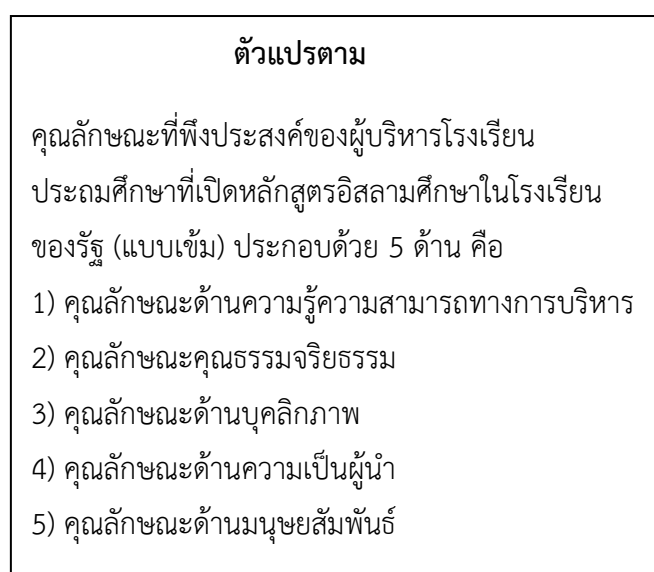 ตัวแปรตาม
คุณลักษณะที่พึงประสงค์ของผู้บริหารโรงเรียน
ประถมศึกษาที่เปิดหลักสูตรอิสลามศึกษาในโรงเรียน
ของรัฐ (แบบเข้ม) ประกอบด้วย 5 ด้าน คือ
1) คุณลักษณะด้านความรู้ความสามารถทางการบริหาร
2) คุณลักษณะคุณธรรมจริยธรรม
3) คุณลักษณะด้านบุคลิกภาพ
4) คุณลักษณะด้านความเป็นผู้นำ
5) คุณลักษณะด้านมนุษยสัมพันธ์